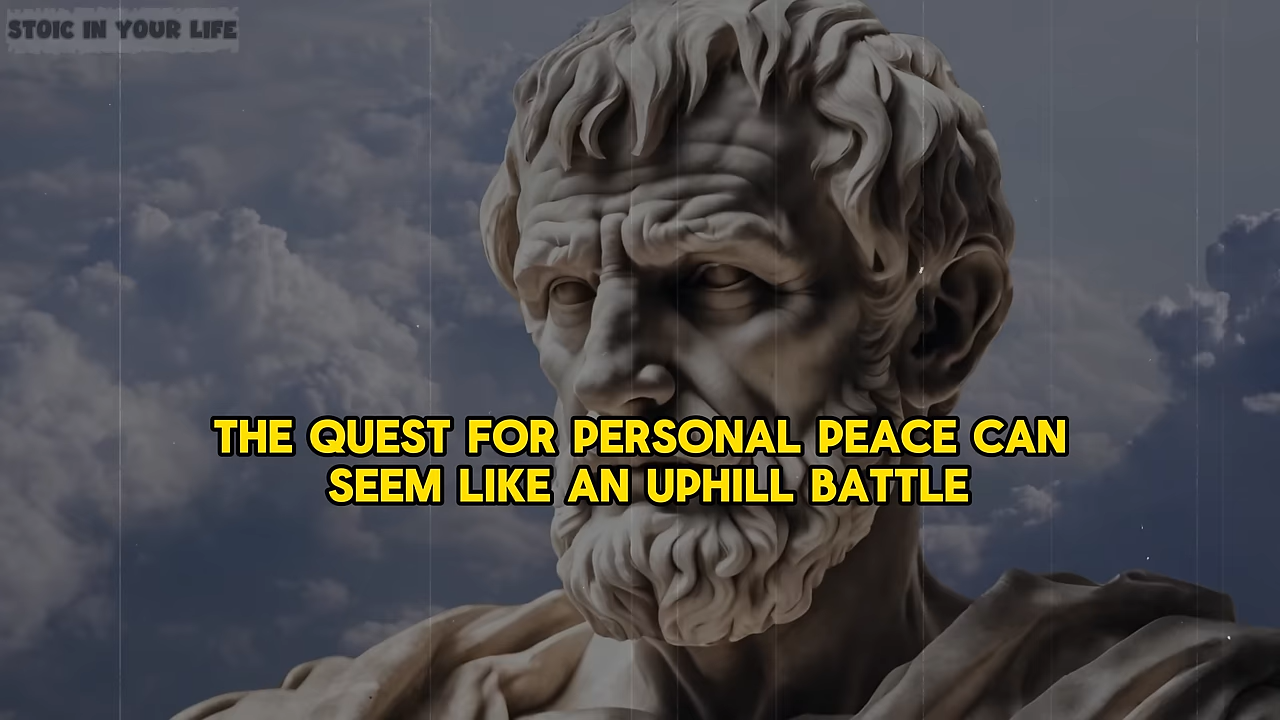 STOIC IN YOUR LIFE
THE QUEST FOR PERSONAL PEACE CAN
SEEM LIKE AN UPHILL BATTLE